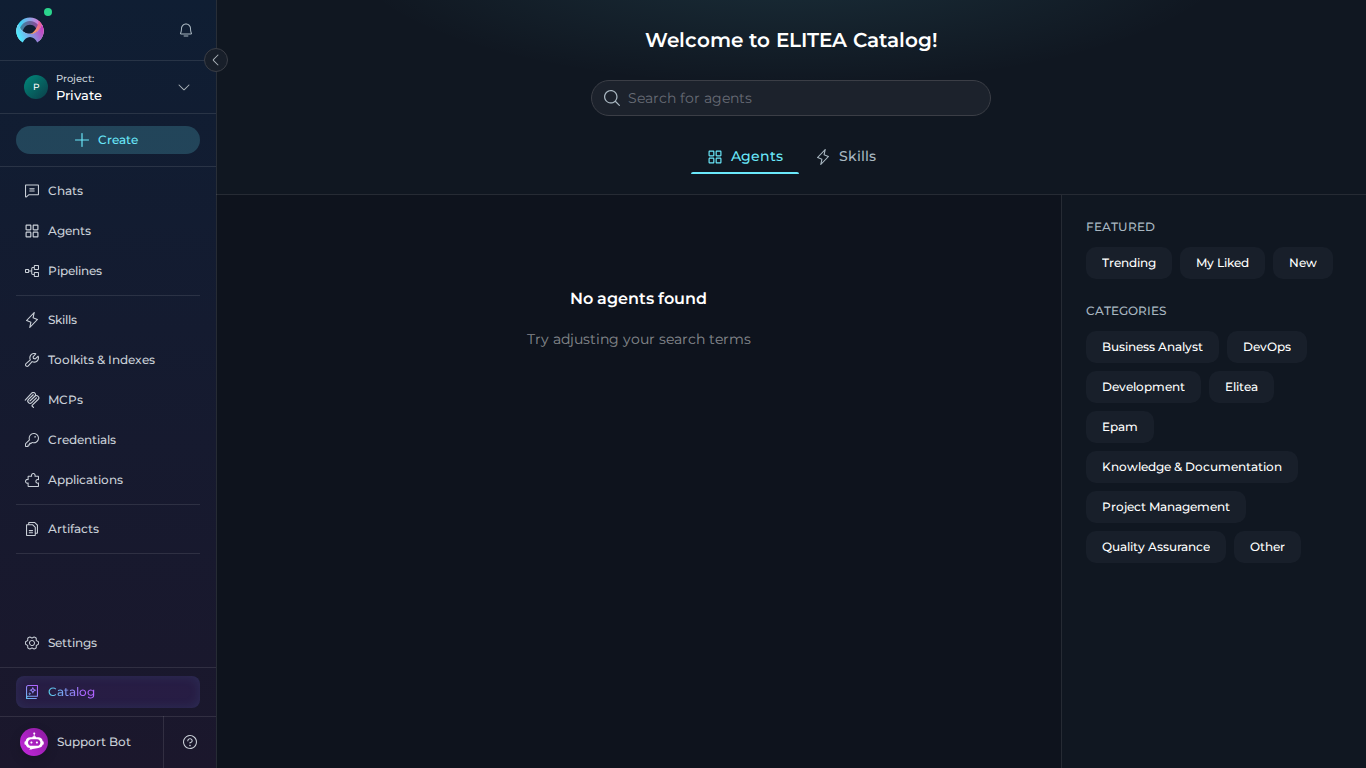 Project:
P
Private
Create
Chats
Agents
Pipelines
Skills
Toolkits & Indexes
MCPs
Credentials
Applications
Artifacts
Settings
Catalog
Support Bot
Welcome to ELITEA Catalog!
Search for agents
Agents
Skills
No agents found
Try adjusting your search terms
FEATURED
Trending
My Liked
New
CATEGORIES
Business Analyst
DevOps
Development
Elitea
Epam
Knowledge & Documentation
Project Management
Quality Assurance
Other